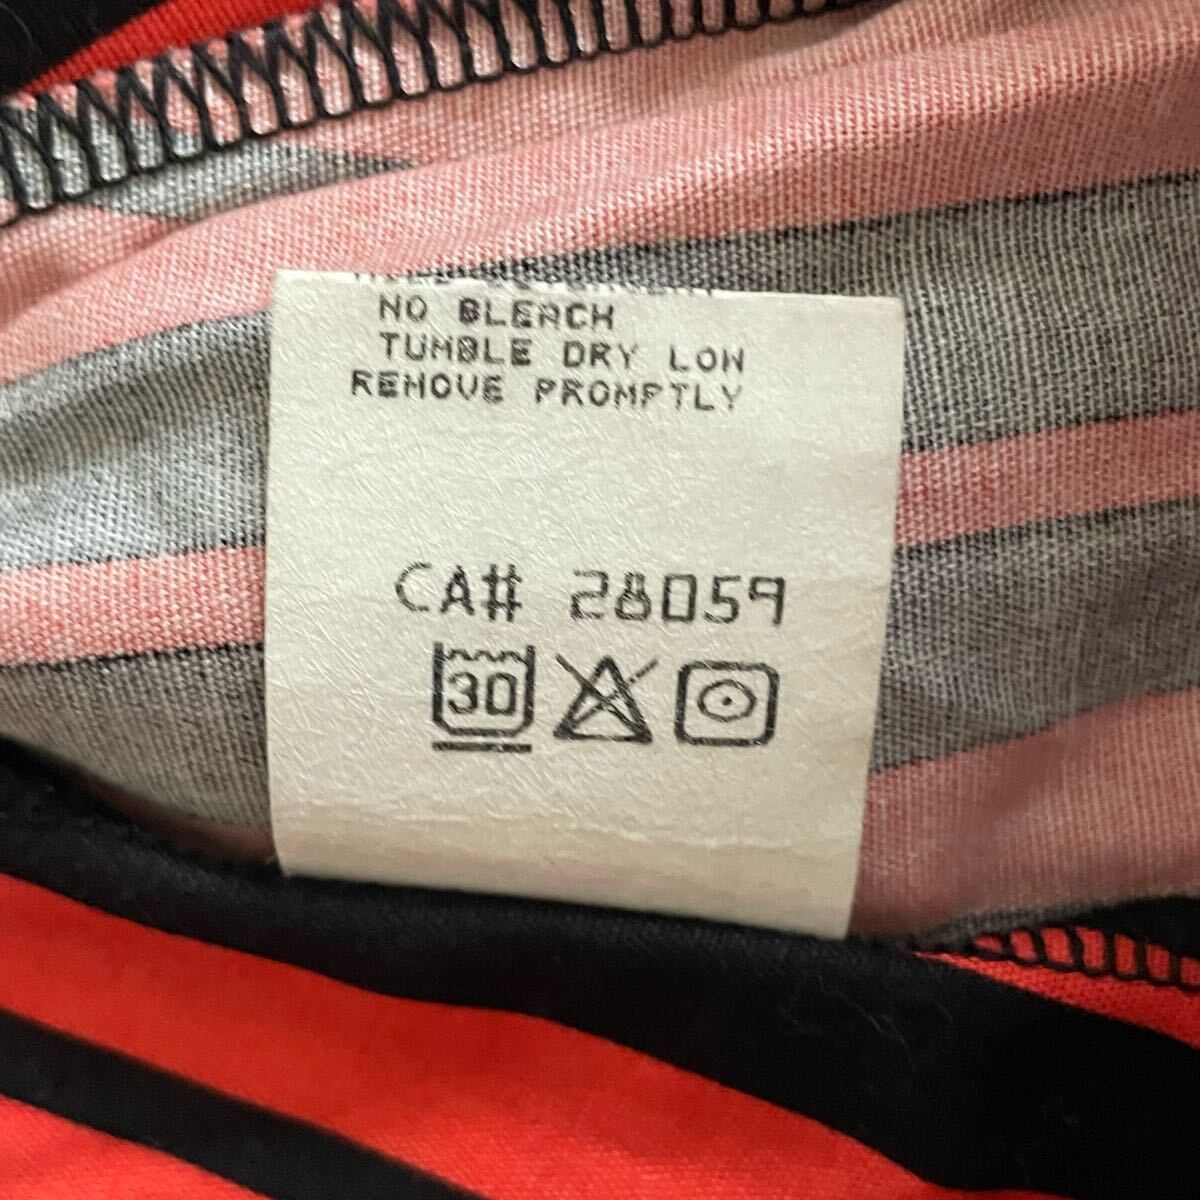 NO BLEACH
TUMBLE DRY LOW
REMOVE PROMPTLY
CA# 28059
30